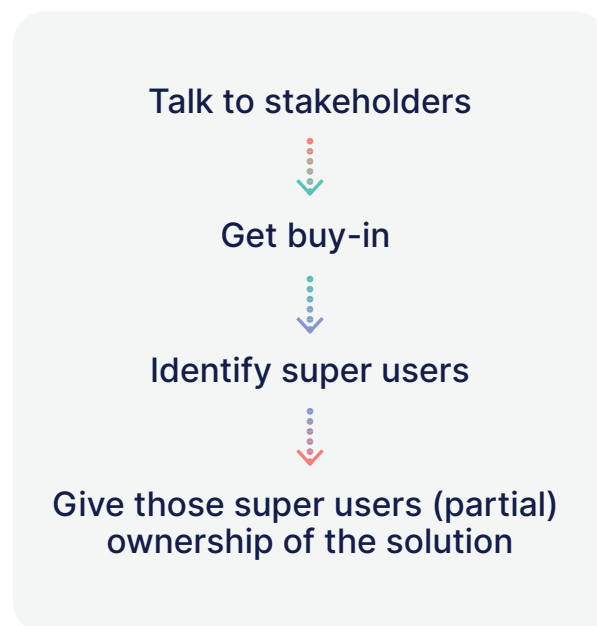 Talk to stakeholders
Get buy-in
Identify super users
Give those super users (partial)
ownership of the solution